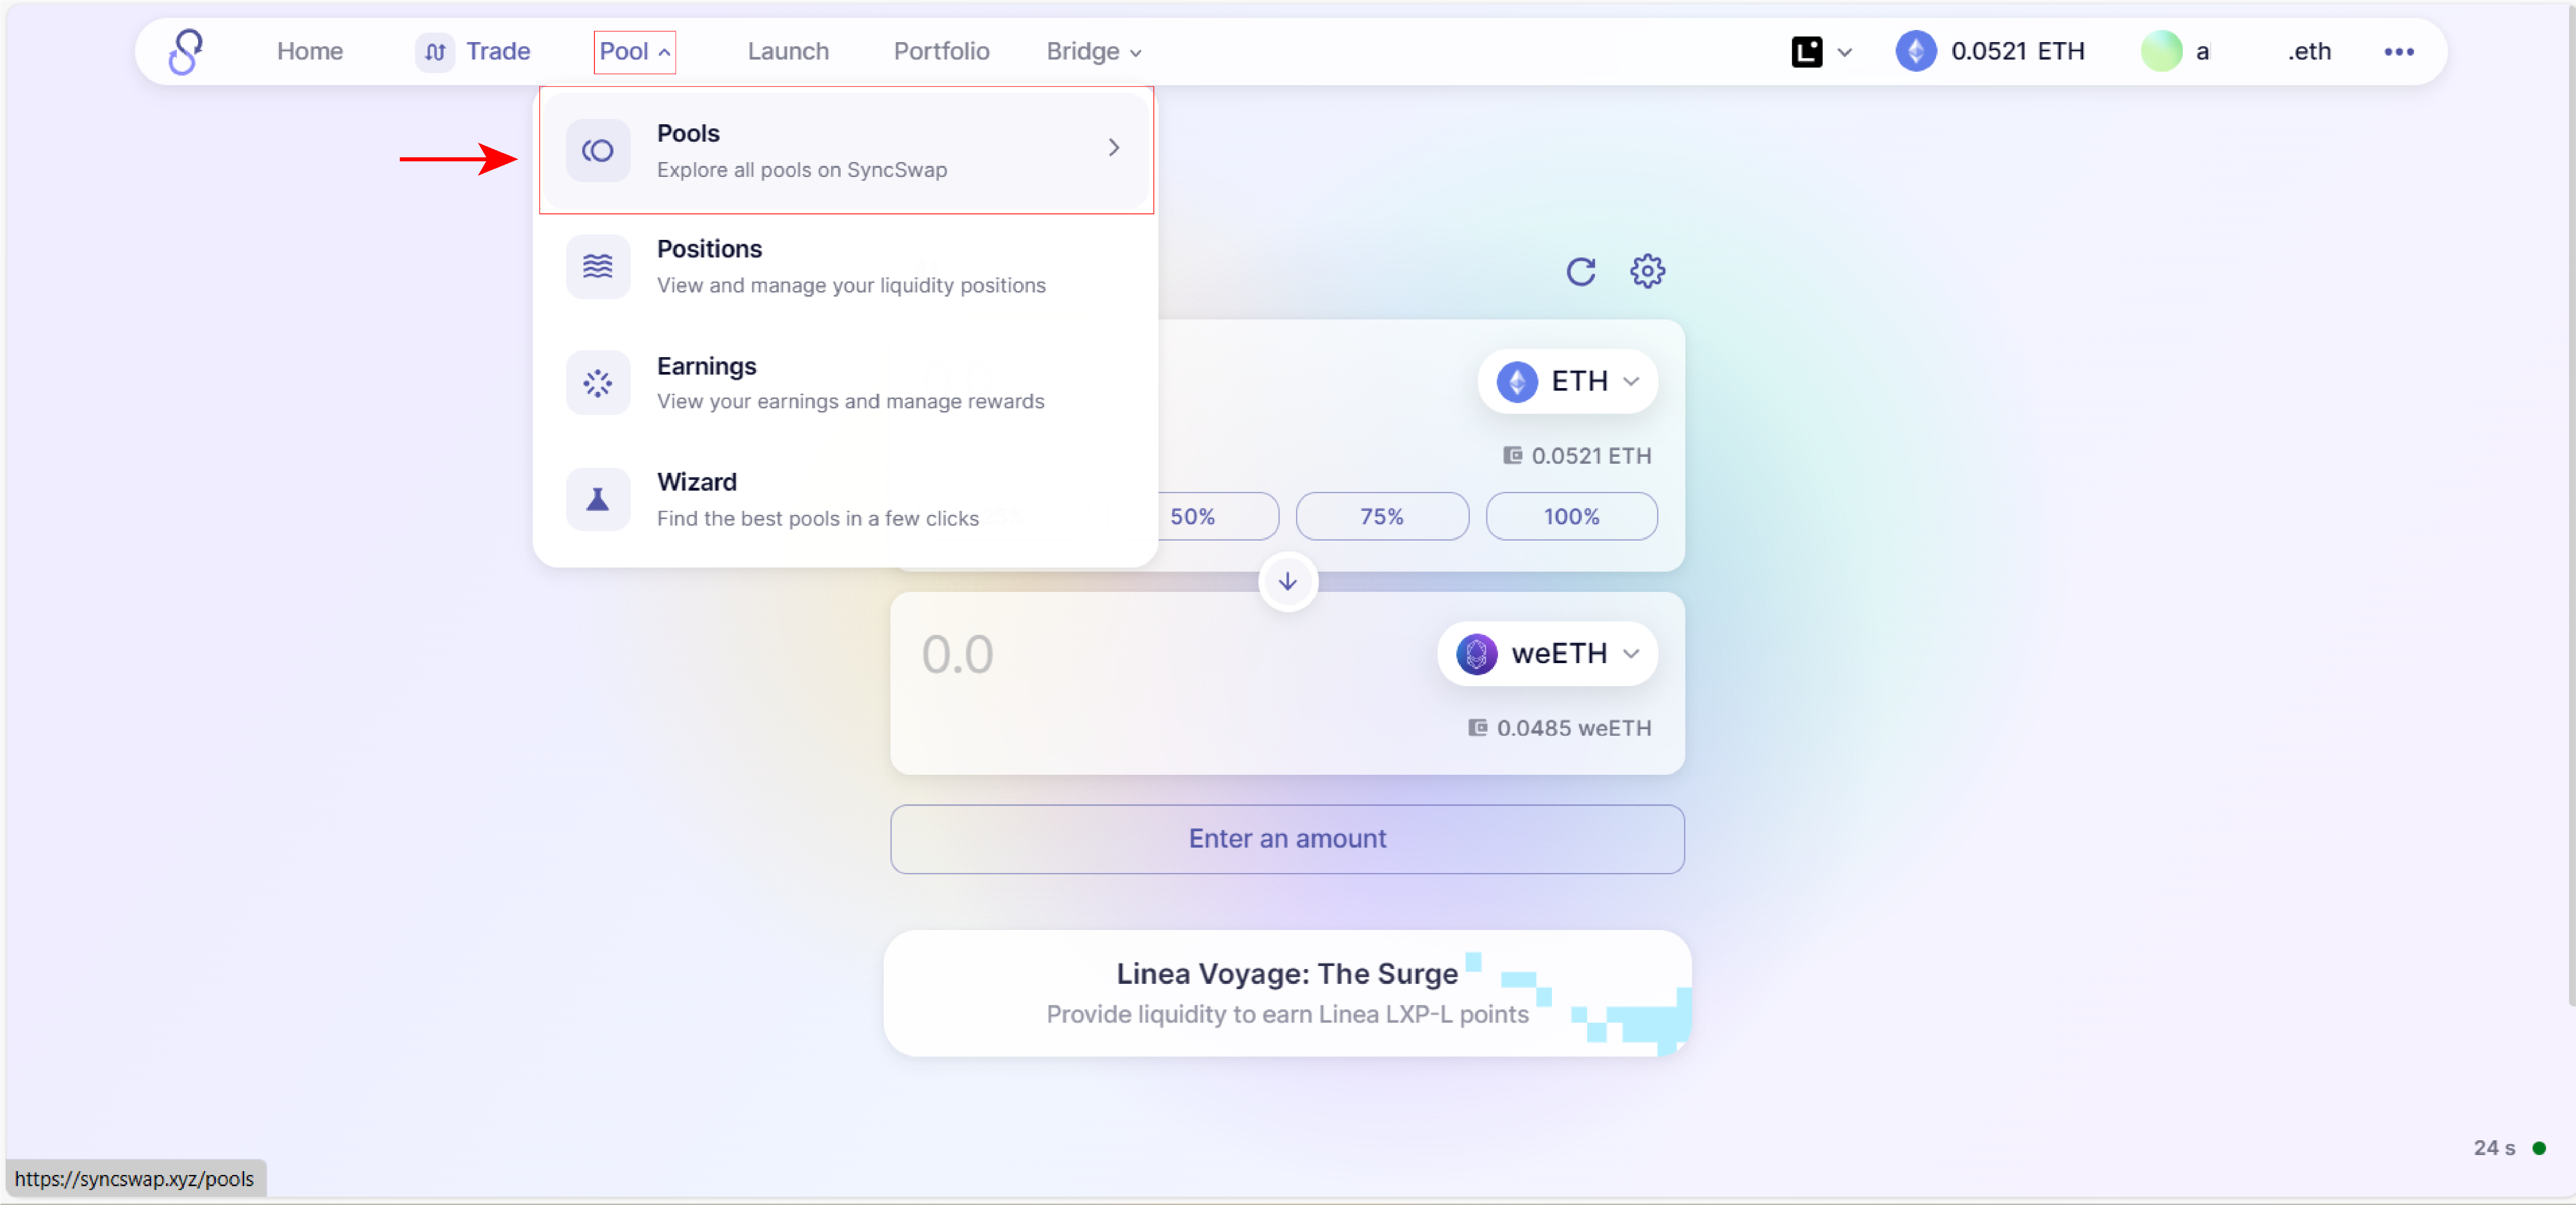 Home Trade Pool Launch Portfolio Bridge 0.0521 ETH a .eth
Pools
Explore all pools on SyncSwap
Positions
View and manage your liquidity positions
Earnings
View your earnings and manage rewards
Wizard
Find the best pools in a few clicks
ETH
0.0521 ETH
50% 75% 100%
0.0 weETH
0.0485 weETH
Enter an amount
Linea Voyage: The Surge
Provide liquidity to earn Linea LXP-L points
24 s
https://syncswap.xyz/pools